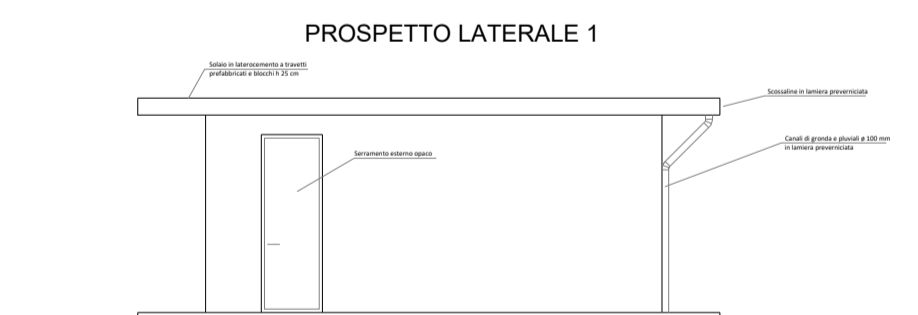 PROSPETTO LATERALE 1
Solaio in laterocemento a travetti
prefabbricati e blocchi h 25 cm
Scossaline in lamiera preverniciata
Canali di gronda e pluviali ø 100 mm
in lamiera preverniciata
Serramento esterno opaco